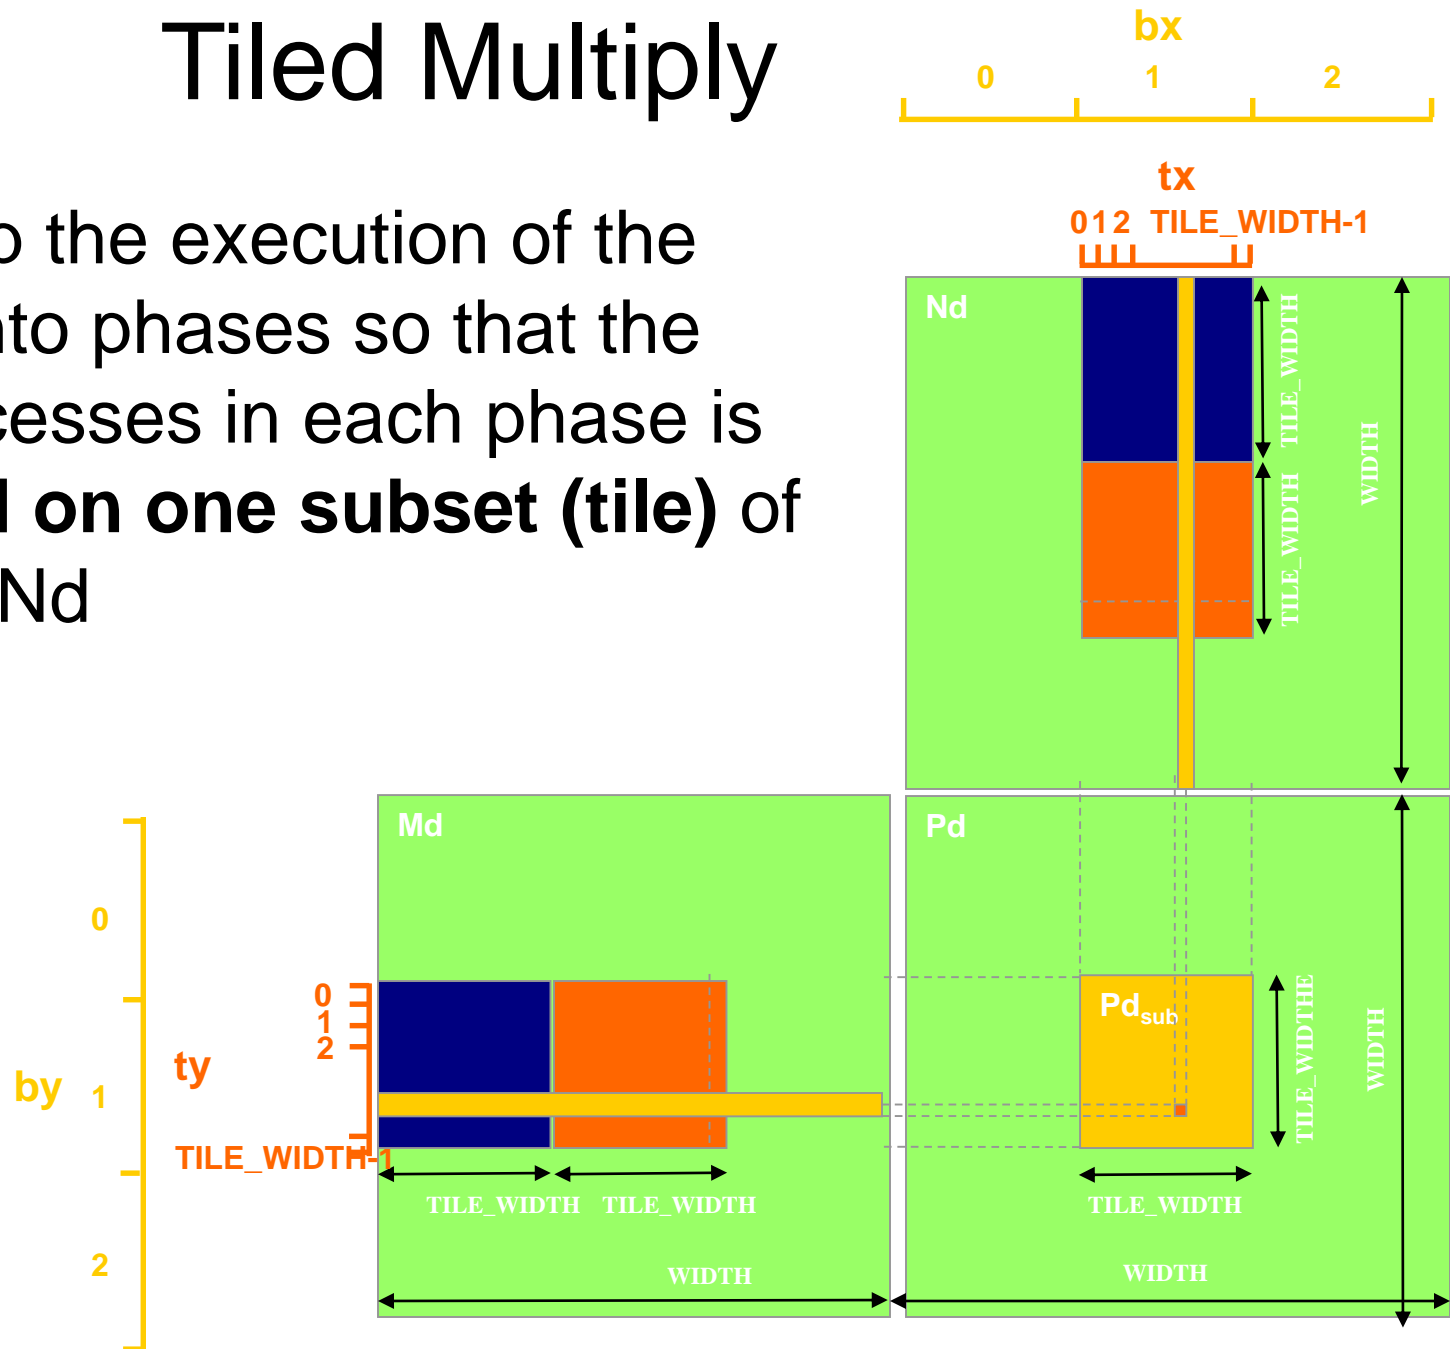 Tiled Multiply
o the execution of the
nto phases so that the
cesses in each phase is
on one subset (tile) of
Nd
bx
0 1 2
tx
0 1 2 TILE_WIDTH-1
Nd
TILE_WIDTH
TILE_WIDTH
WIDTH
Md
Pd
by
0
1
2
ty
0
1
2
TILE_WIDTH-1
Pdsub
TILE_WIDTHE
WIDTH
TILE_WIDTH TILE_WIDTH
TILE_WIDTH
WIDTH
WIDTH